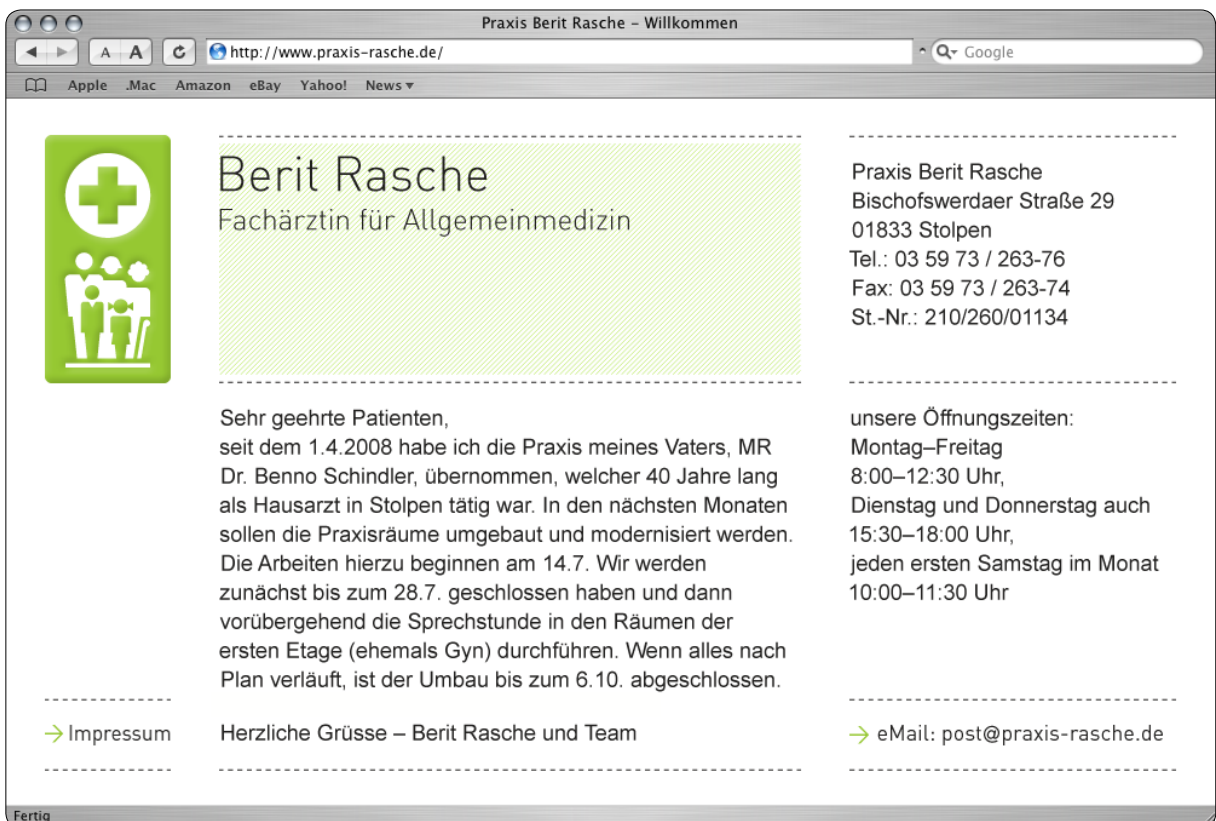 Praxis Berit Rasche – Willkommen
A A http://www.praxis-rasche.de/ Google
Apple .Mac Amazon eBay Yahoo! News
Berit Rasche
Fachärztin für Allgemeinmedizin
Praxis Berit Rasche
Bischofswerdaer Straße 29
01833 Stolpen
Tel.: 03 59 73 / 263-76
Fax: 03 59 73 / 263-74
St.-Nr.: 210/260/01134
Sehr geehrte Patienten,
seit dem 1.4.2008 habe ich die Praxis meines Vaters, MR
Dr. Benno Schindler, übernommen, welcher 40 Jahre lang
als Hausarzt in Stolpen tätig war. In den nächsten Monaten
sollen die Praxisräume umgebaut und modernisiert werden.
Die Arbeiten hierzu beginnen am 14.7. Wir werden
zunächst bis zum 28.7. geschlossen haben und dann
vorübergehend die Sprechstunde in den Räumen der
ersten Etage (ehemals Gyn) durchführen. Wenn alles nach
Plan verläuft, ist der Umbau bis zum 6.10. abgeschlossen.
Herzliche Grüsse – Berit Rasche und Team
unsere Öffnungszeiten:
Montag–Freitag
8:00–12:30 Uhr,
Dienstag und Donnerstag auch
15:30–18:00 Uhr,
jeden ersten Samstag im Monat
10:00–11:30 Uhr
Impressum
eMail: post@praxis-rasche.de
Fertig